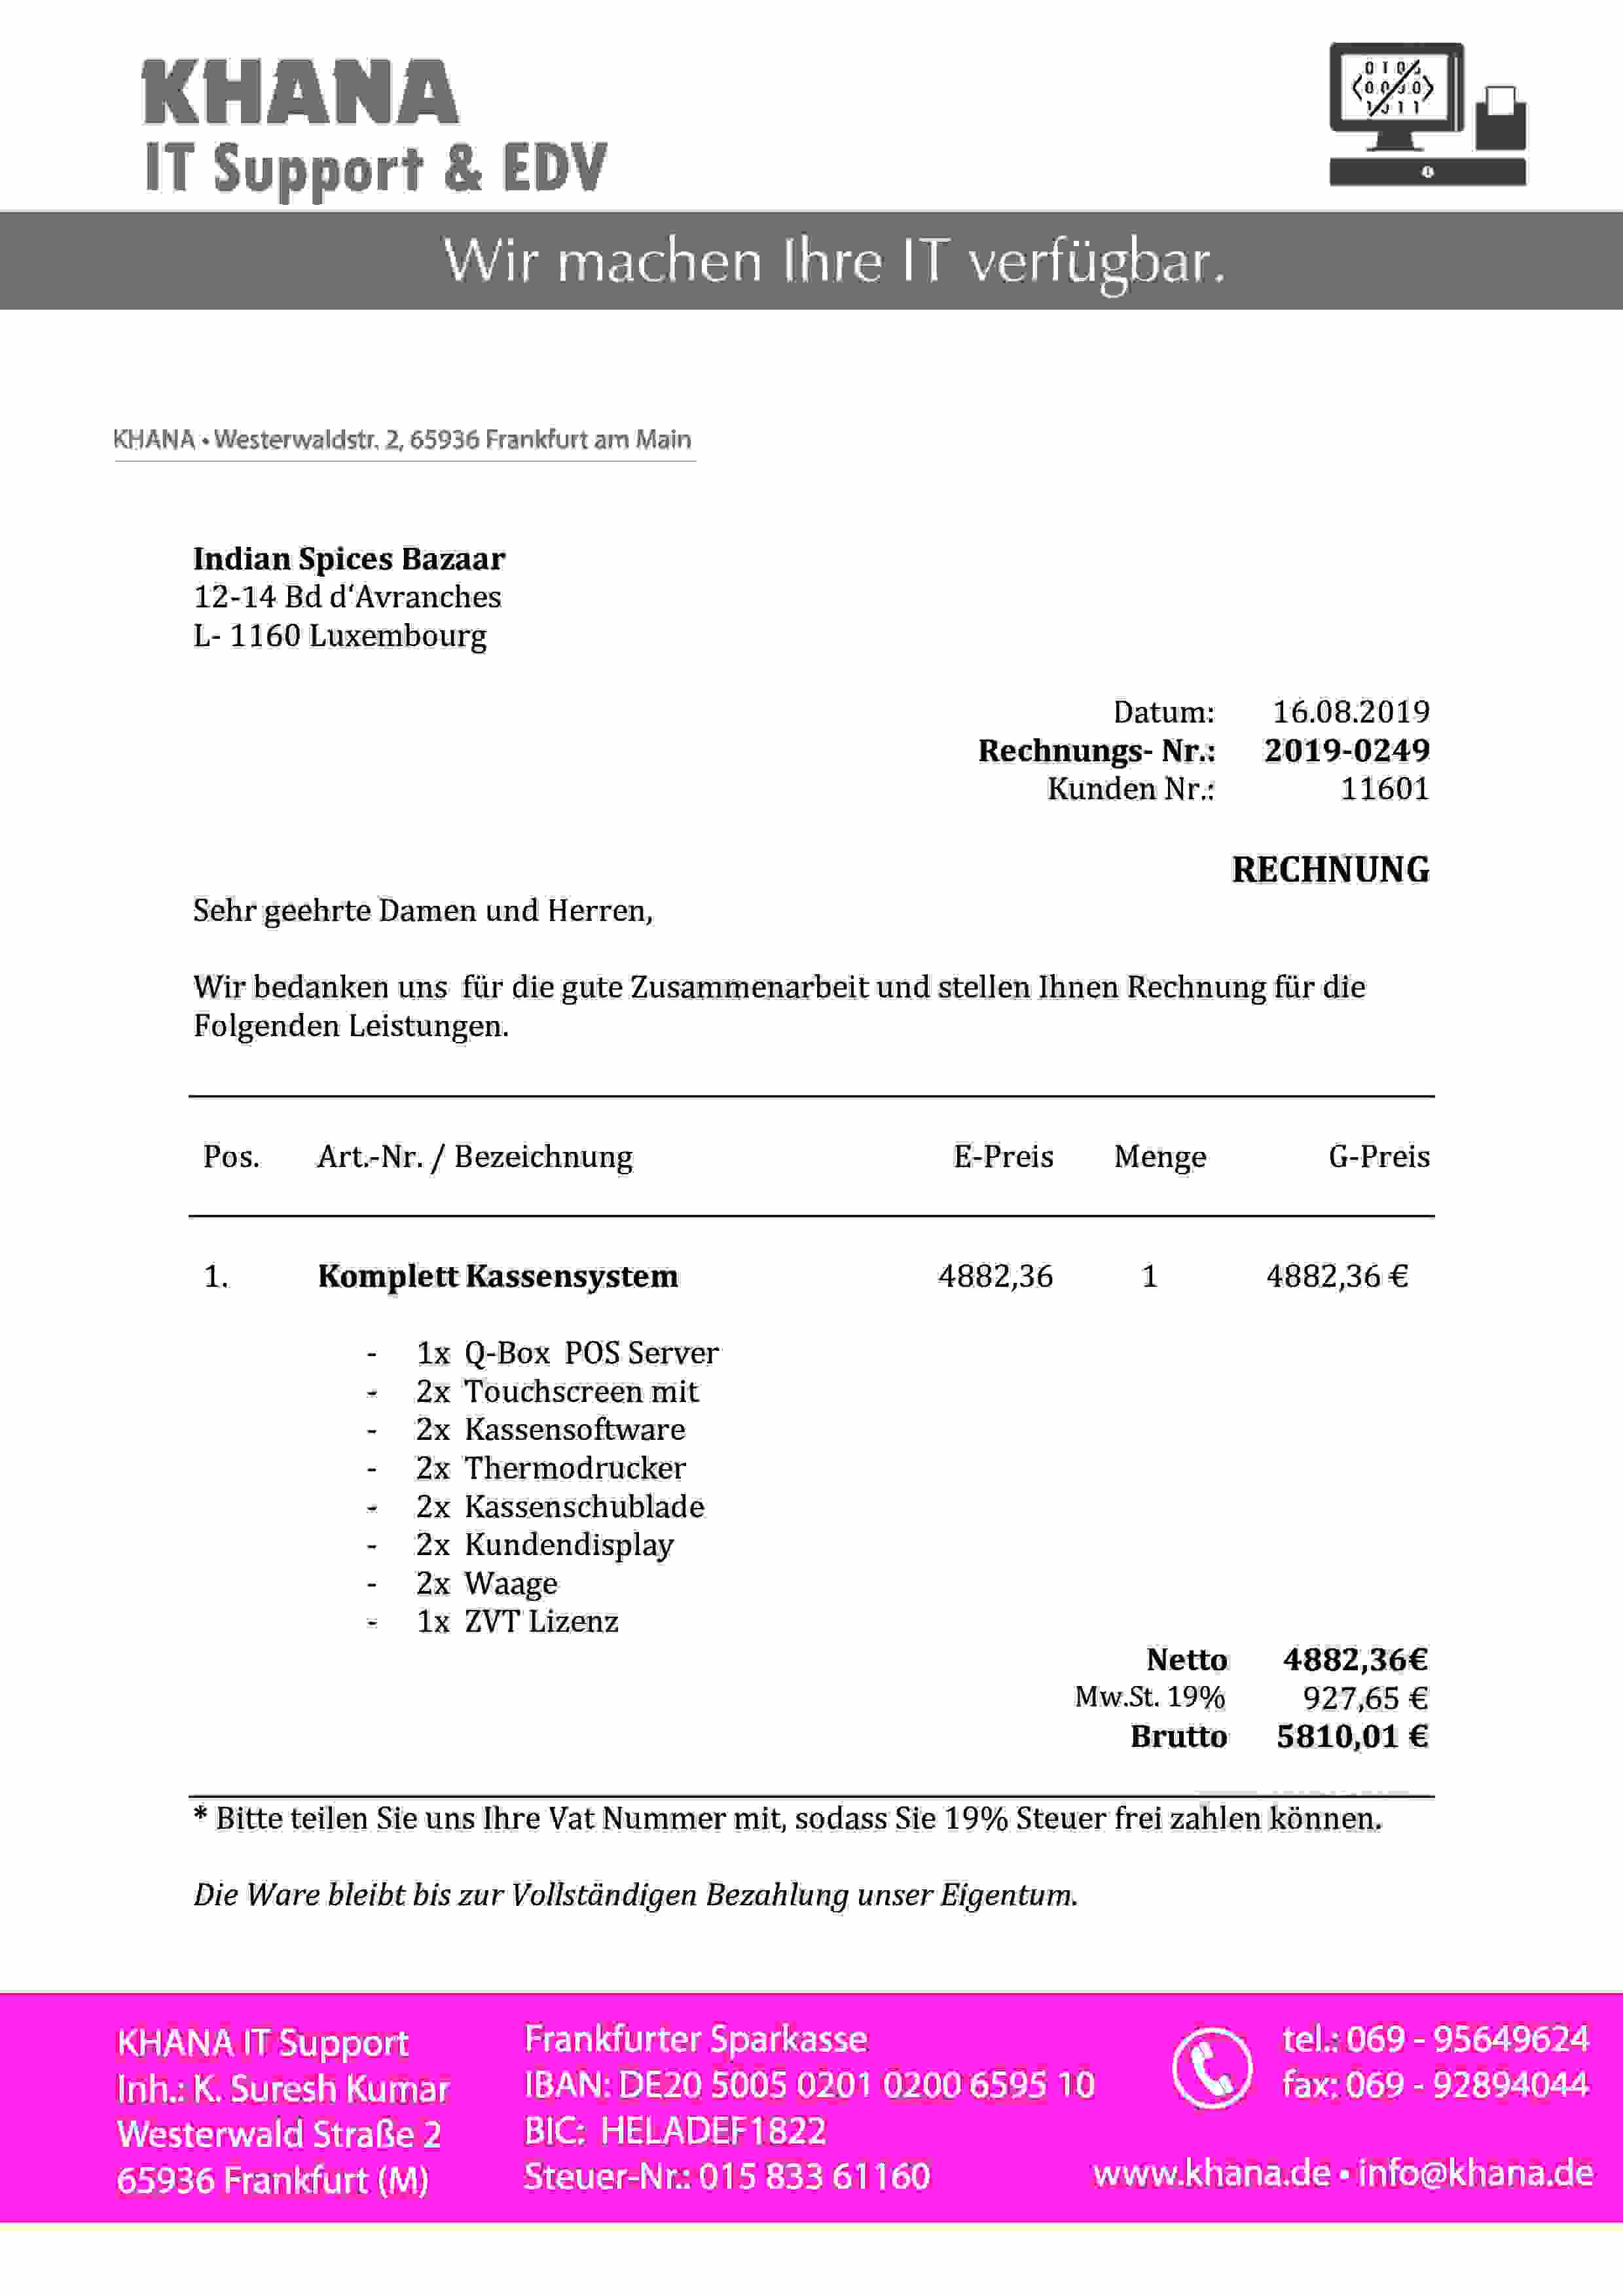 KHANA
IT Support & EDV
Wir machen Ihre IT verfügbar.
KHANA • Westerwaldstr. 2, 65936 Frankfurt am Main
Indian Spices Bazaar
12-14 Bd d‘Avranches
L- 1160 Luxembourg
Datum: 16.08.2019
Rechnungs- Nr.: 2019-0249
Kunden Nr.: 11601
RECHNUNG
Sehr geehrte Damen und Herren,
Wir bedanken uns für die gute Zusammenarbeit und stellen Ihnen Rechnung für die
Folgenden Leistungen.
Pos. Art.-Nr. / Bezeichnung E-Preis Menge G-Preis
1. Komplett Kassensystem 4882,36 1 4882,36 €
- 1x Q-Box POS Server
- 2x Touchscreen mit
- 2x Kassensoftware
- 2x Thermodrucker
- 2x Kassenschublade
- 2x Kundendisplay
- 2x Waage
- 1x ZVT Lizenz
Netto 4882,36€
Mw.St. 19% 927,65 €
Brutto 5810,01 €
* Bitte teilen Sie uns Ihre Vat Nummer mit, sodass Sie 19% Steuer frei zahlen können.
Die Ware bleibt bis zur Vollständigen Bezahlung unser Eigentum.
KHANA IT Support
Inh.: K. Suresh Kumar
Westerwald Straße 2
65936 Frankfurt (M)
Frankfurter Sparkasse
IBAN: DE20 5005 0201 0200 6595 10
BIC: HELADEF1822
Steuer-Nr.: 015 833 61160
tel.: 069 - 95649624
fax: 069 - 92894044
www.khana.de • info@khana.de